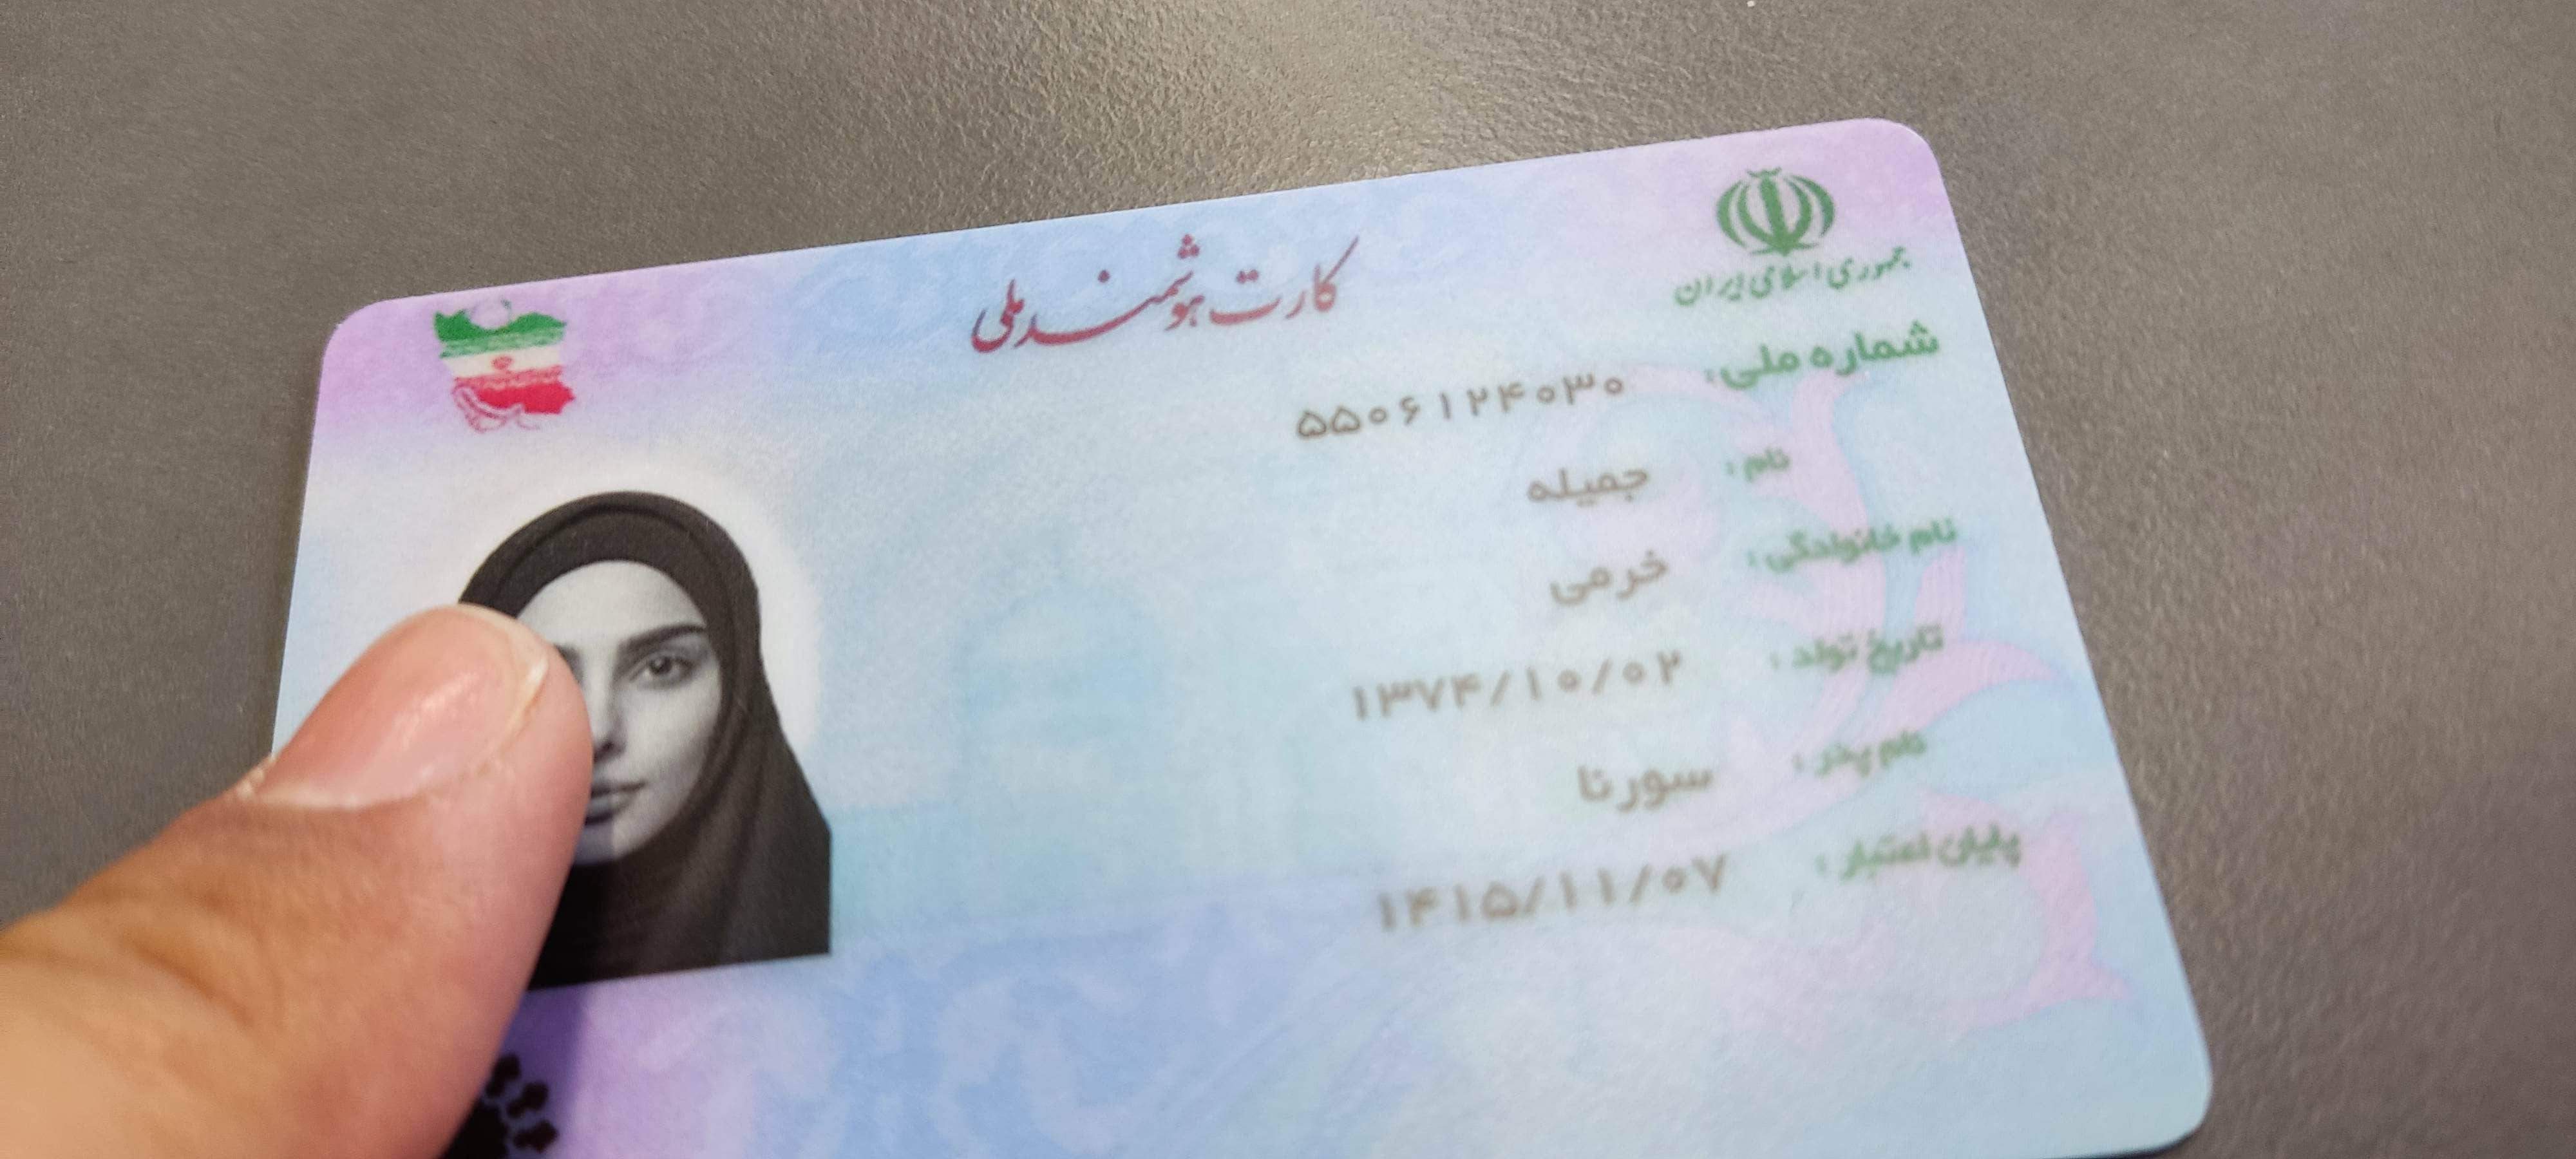 جمهوری اسلامی ایران
کارت هوشمند ملی
شماره ملی: ۵۵۰۶۱۲۴۰۳۰
نام: جمیله
نام خانوادگی: خرمی
تاریخ تولد: ۱۳۷۴/۱۰/۰۲
نام پدر: سورنا
پایان اعتبار: ۱۴۱۵/۱۱/۰۷